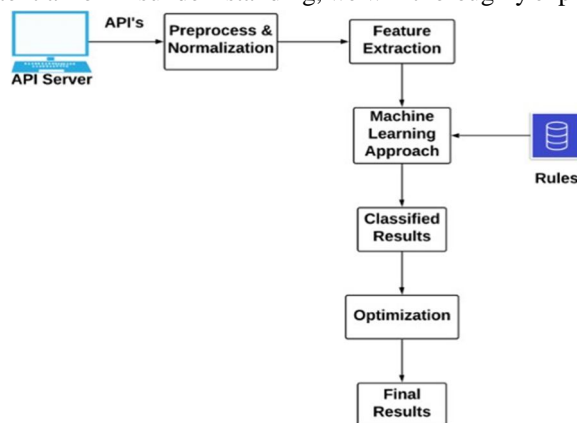 API's
API Server
Preprocess &
Normalization
Feature
Extraction
Machine
Learning
Approach
Rules
Classified
Results
Optimization
Final
Results